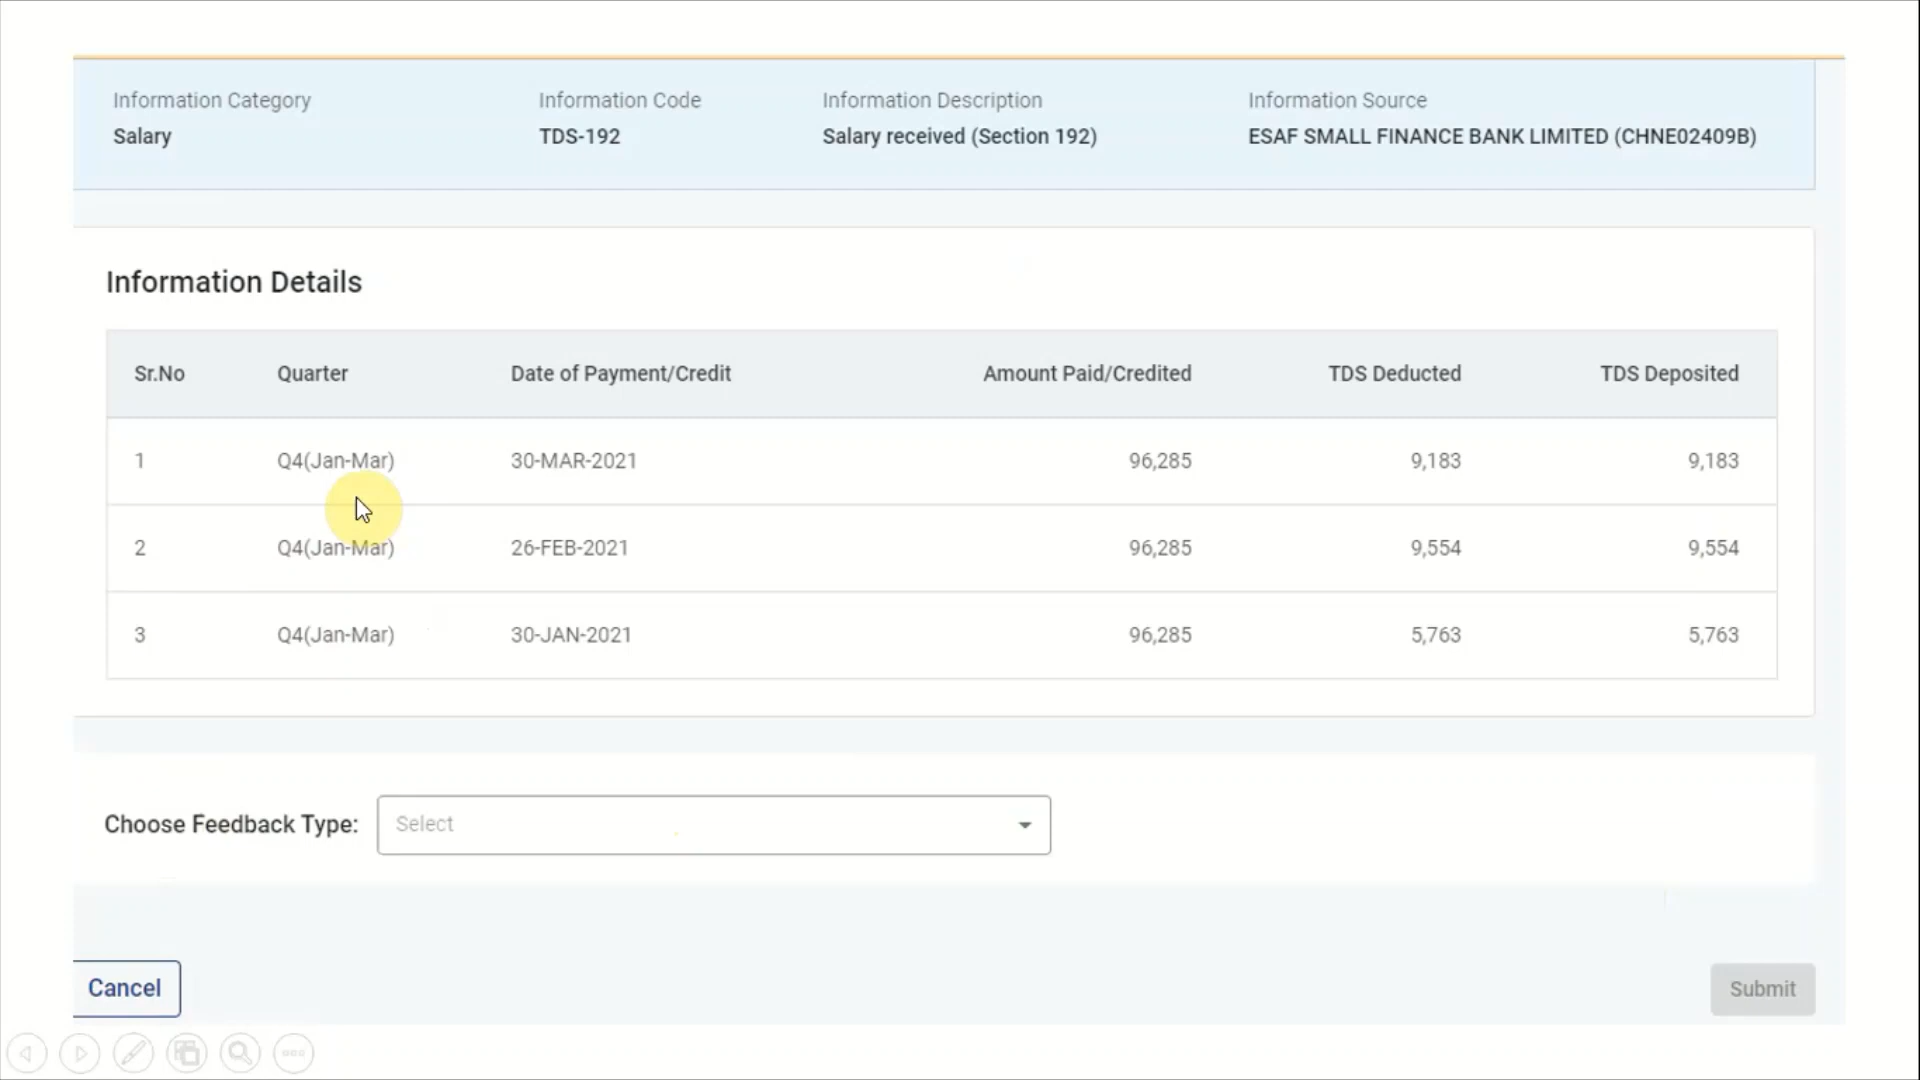 Information Category Information Code Information Description Information Source
Salary TDS-192 Salary received (Section 192) ESAF SMALL FINANCE BANK LIMITED (CHNE02409B)
Information Details
Sr.No Quarter Date of Payment/Credit Amount Paid/Credited TDS Deducted TDS Deposited
1 Q4(Jan-Mar) 30-MAR-2021 96,285 9,183 9,183
2 Q4(Jan-Mar) 26-FEB-2021 96,285 9,554 9,554
3 Q4(Jan-Mar) 30-JAN-2021 96,285 5,763 5,763
Choose Feedback Type: Select
Cancel Submit